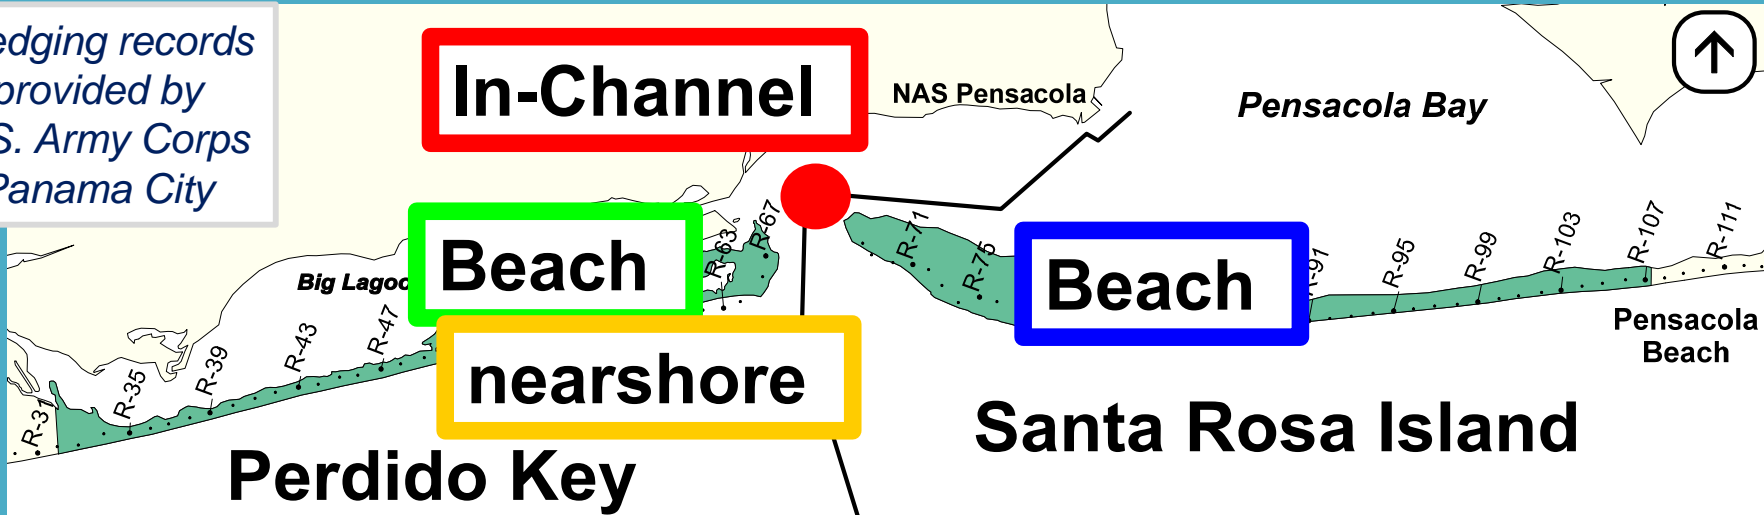 edging records
provided by
S. Army Corps
Panama City
In-Channel
NAS Pensacola
Pensacola Bay
Beach
nearshore
Beach
Big Lagoo
R-31
R-35
R-39
R-43
R-47
R-63
R-67
R-71
R-75
R-91
R-95
R-99
R-103
R-107
R-111
Pensacola
Beach
Santa Rosa Island
Perdido Key